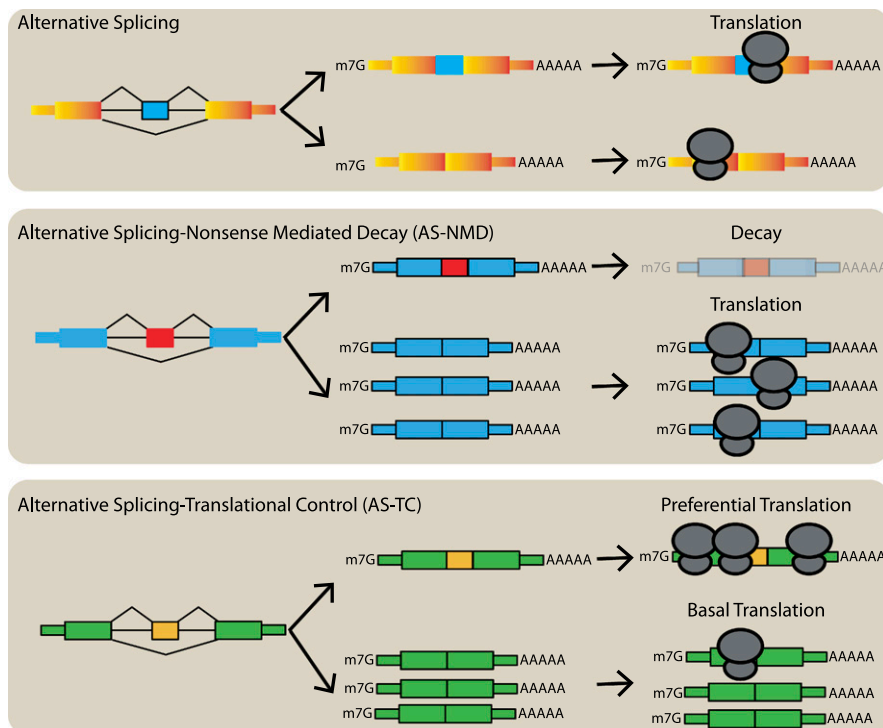 Alternative Splicing
Translation
m7G AAAAA
m7G AAAAA
m7G AAAAA
m7G AAAAA
Alternative Splicing-Nonsense Mediated Decay (AS-NMD)
Decay
m7G AAAAA
m7G AAAAA
Translation
m7G AAAAA
m7G AAAAA
m7G AAAAA
m7G AAAAA
m7G AAAAA
m7G AAAAA
Alternative Splicing-Translational Control (AS-TC)
Preferential Translation
m7G AAAAA
m7G AAAAA
Basal Translation
m7G AAAAA
m7G AAAAA
m7G AAAAA
m7G AAAAA
m7G AAAAA
m7G AAAAA